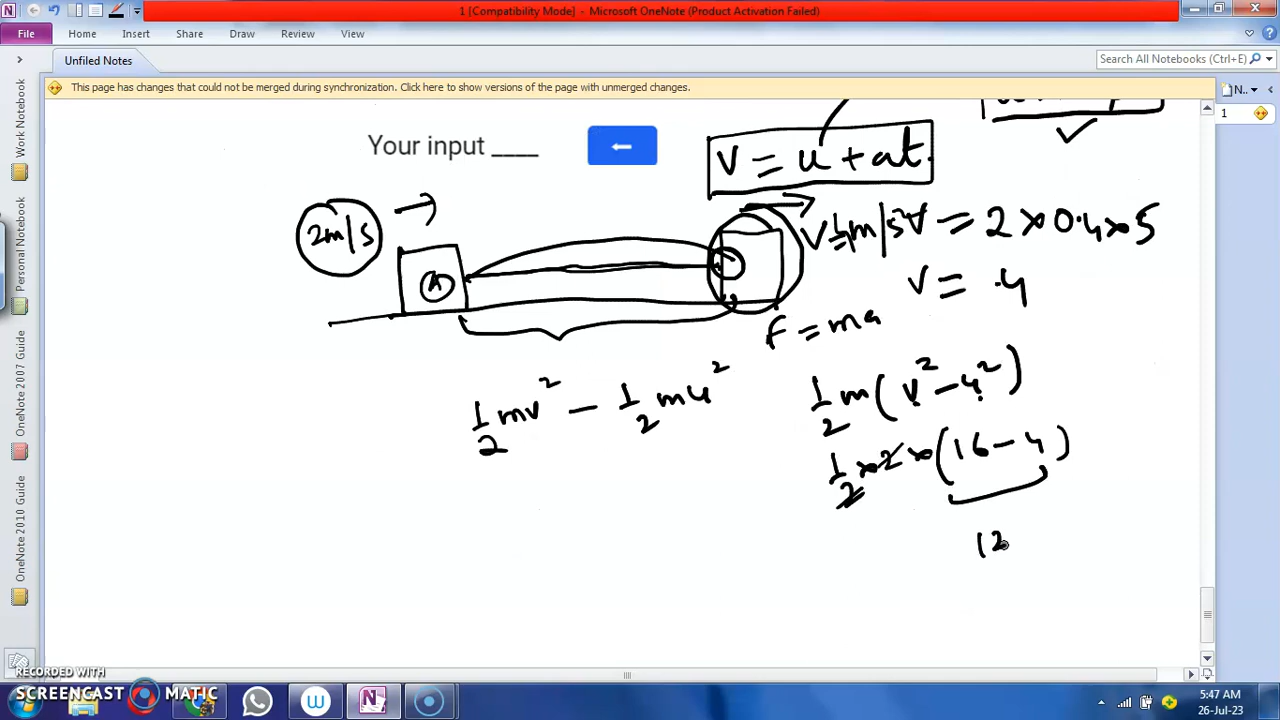 1 [Compatibility Mode] - Microsoft OneNote (Product Activation Failed)
File Home Insert Share Draw Review View
Unfiled Notes
Search All Notebooks (Ctrl+E)
This page has changes that could not be merged during synchronization. Click here to show versions of the page with unmerged changes.
N..
1
Work Notebook
Personal Notebook
OneNote 2007 Guide
OneNote 2010 Guide
Your input ____
V = u + at.
2m/s
A
V = 2 × 0.4 × 5
V = .4
F = ma
1/2 mv² - 1/2 mu²
1/2 m(v² - u²)
1/2 × 2 × (16 - 4)
12
RECORDED WITH
SCREENCAST MATIC
5:47 AM
26-Jul-23